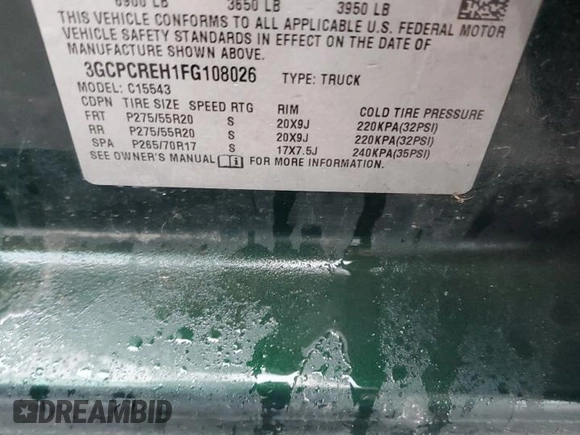 6900 LB 3650 LB 3950 LB
THIS VEHICLE CONFORMS TO ALL APPLICABLE U.S. FEDERAL MOTOR
VEHICLE SAFETY STANDARDS IN EFFECT ON THE DATE OF
MANUFACTURE SHOWN ABOVE.
3GCPCREH1FG108026 TYPE: TRUCK
MODEL: C15543
CDPN TIRE SIZE SPEED RTG RIM COLD TIRE PRESSURE
FRT P275/55R20 S 20X9J 220KPA(32PSI)
RR P275/55R20 S 20X9J 220KPA(32PSI)
SPA P265/70R17 S 17X7.5J 240KPA(35PSI)
SEE OWNER'S MANUAL FOR MORE INFORMATION.
DREAMBID